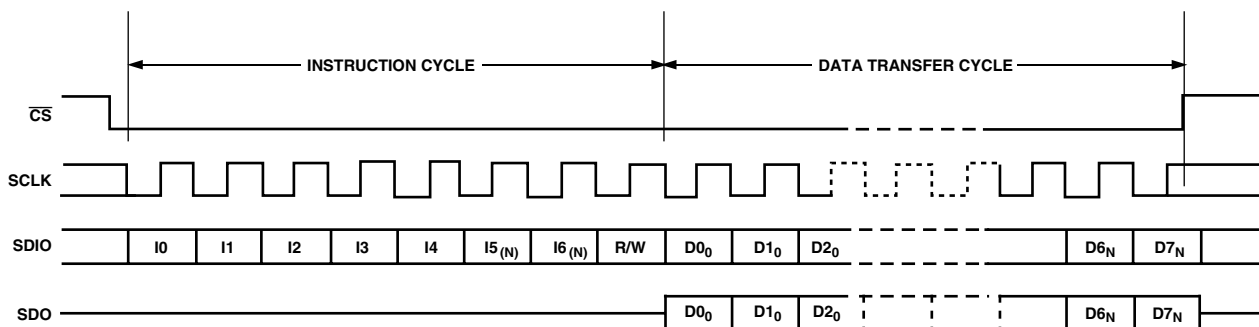 INSTRUCTION CYCLE DATA TRANSFER CYCLE
CS
SCLK
SDIO I0 I1 I2 I3 I4 I5(N) I6(N) R/W D00 D10 D20 D6N D7N
SDO D00 D10 D20 D6N D7N